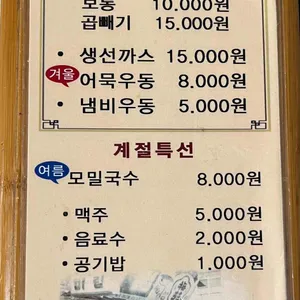 보통 10.000원
곱빼기 15.000원
• 생선까스 15.000원
겨울
• 어묵우동 8.000원
• 냄비우동 5.000원
계절특선
여름
• 모밀국수 8.000원
• 맥주 5.000원
• 음료수 2.000원
• 공기밥 1.000원